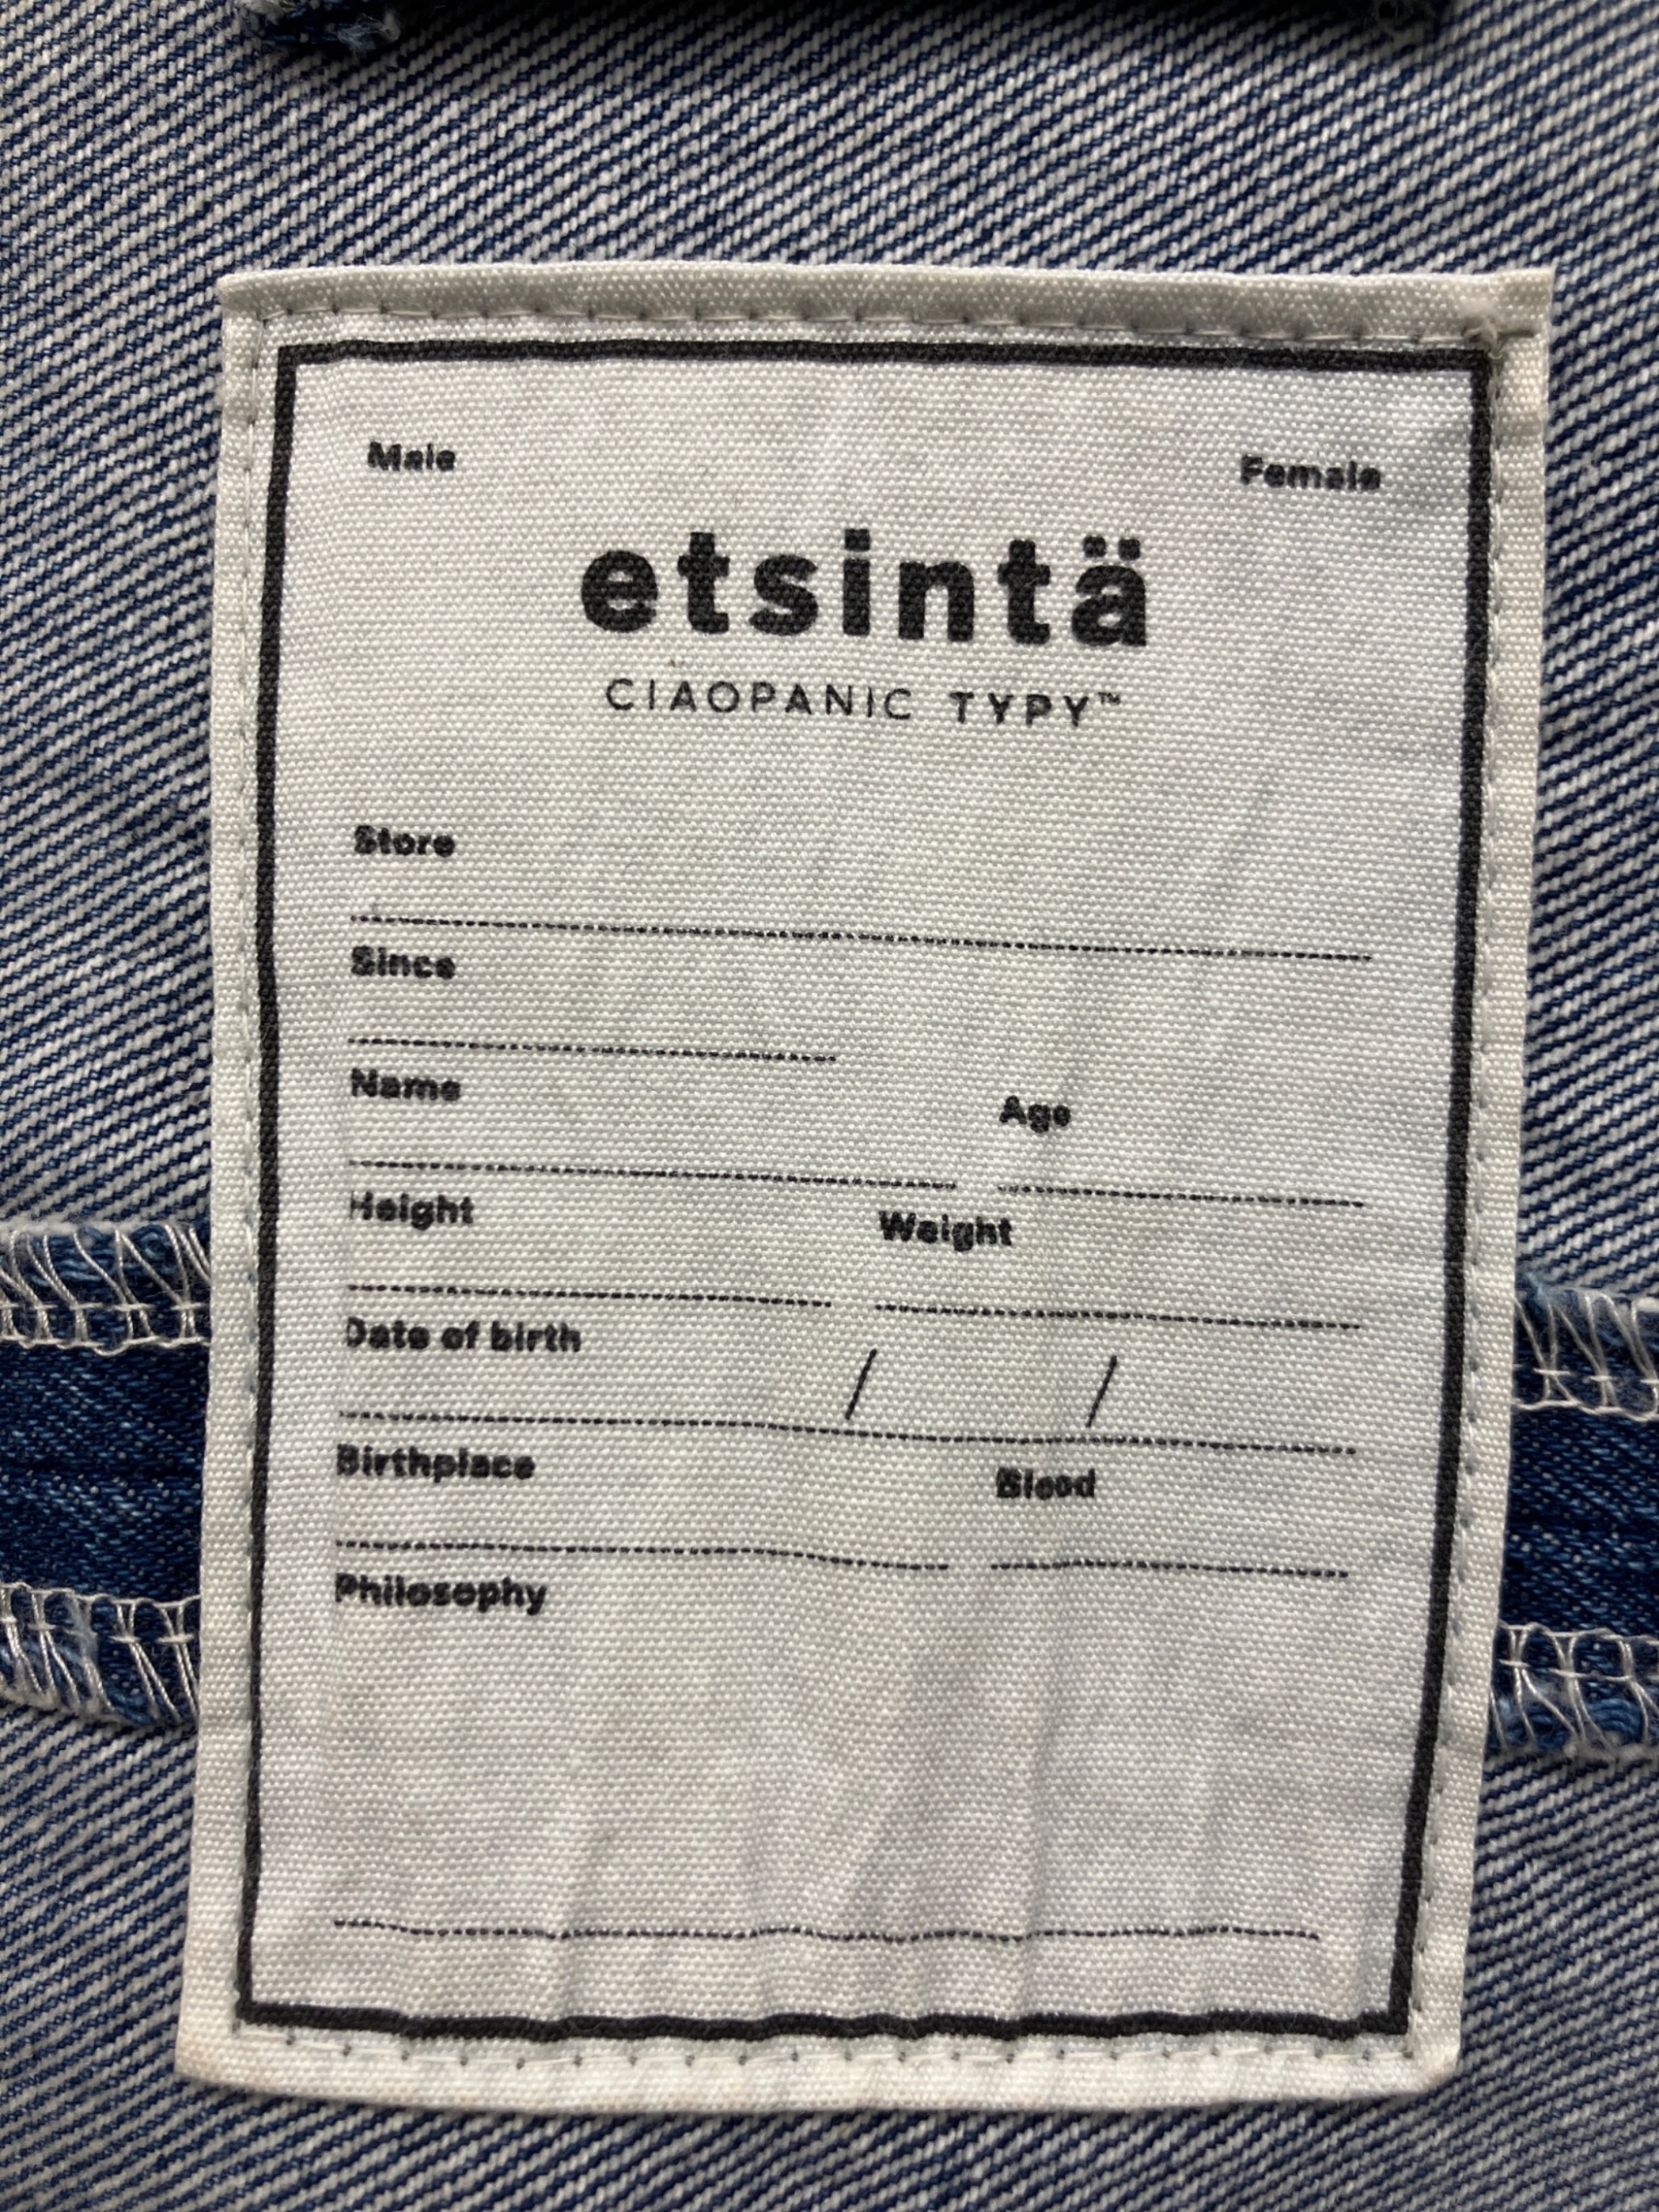 Male Female
etsintä
CIAOPANIC TYPY™
Store
Since
Name Age
Height Weight
Date of birth / /
Birthplace Blood
Philosophy